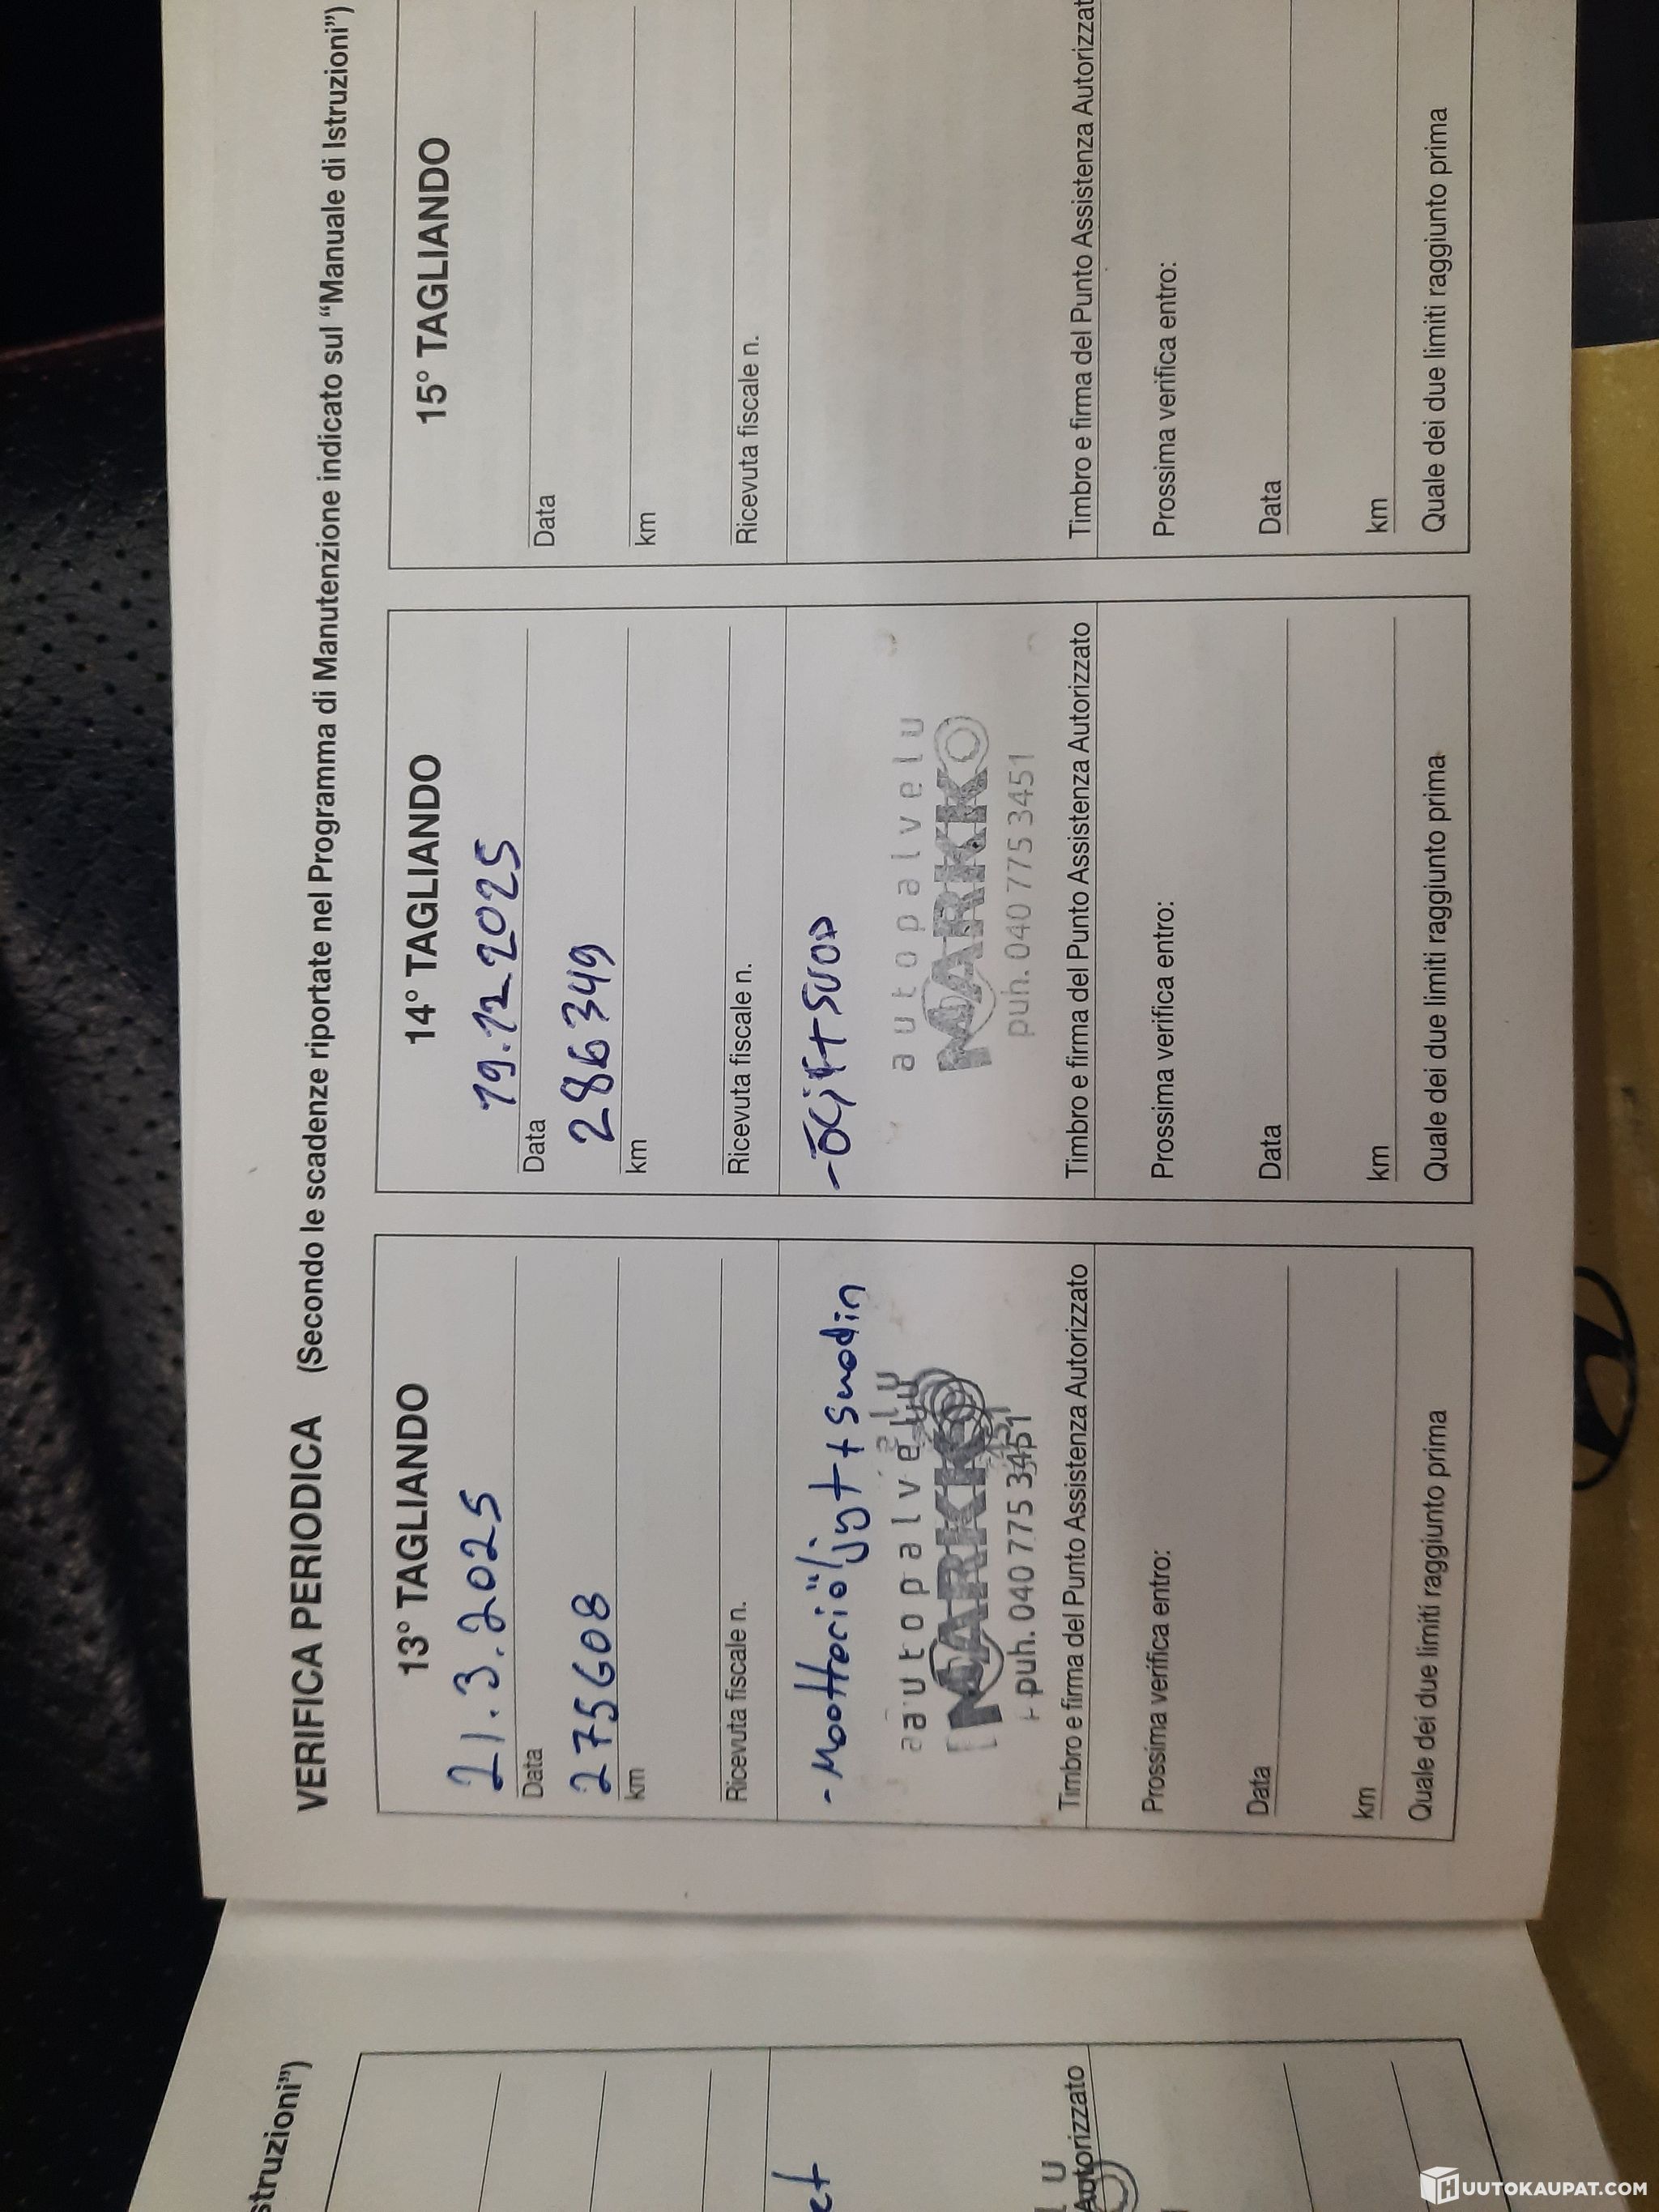 struzioni”)
et
l u
Autorizzato
VERIFICA PERIODICA (Secondo le scadenze riportate nel Programma di Manutenzione indicato sul “Manuale di Istruzioni”)
13° TAGLIANDO
21.3.2025
Data
275608
km
Ricevuta fiscale n.
- Moottoriöljyt + suodin
autopalvelu
MARKKO
puh. 040 775 3451
Timbro e firma del Punto Assistenza Autorizzato
Prossima verifica entro:
Data
km
Quale dei due limiti raggiunto prima
14° TAGLIANDO
19.12.2025
Data
286349
km
Ricevuta fiscale n.
autopalvelu
MARKKO
puh. 040 775 3451
Timbro e firma del Punto Assistenza Autorizzato
Prossima verifica entro:
Data
km
Quale dei due limiti raggiunto prima
15° TAGLIANDO
Data
km
Ricevuta fiscale n.
Timbro e firma del Punto Assistenza Autorizzat
Prossima verifica entro:
Data
km
Quale dei due limiti raggiunto prima
HUUTOKAUPAT.COM